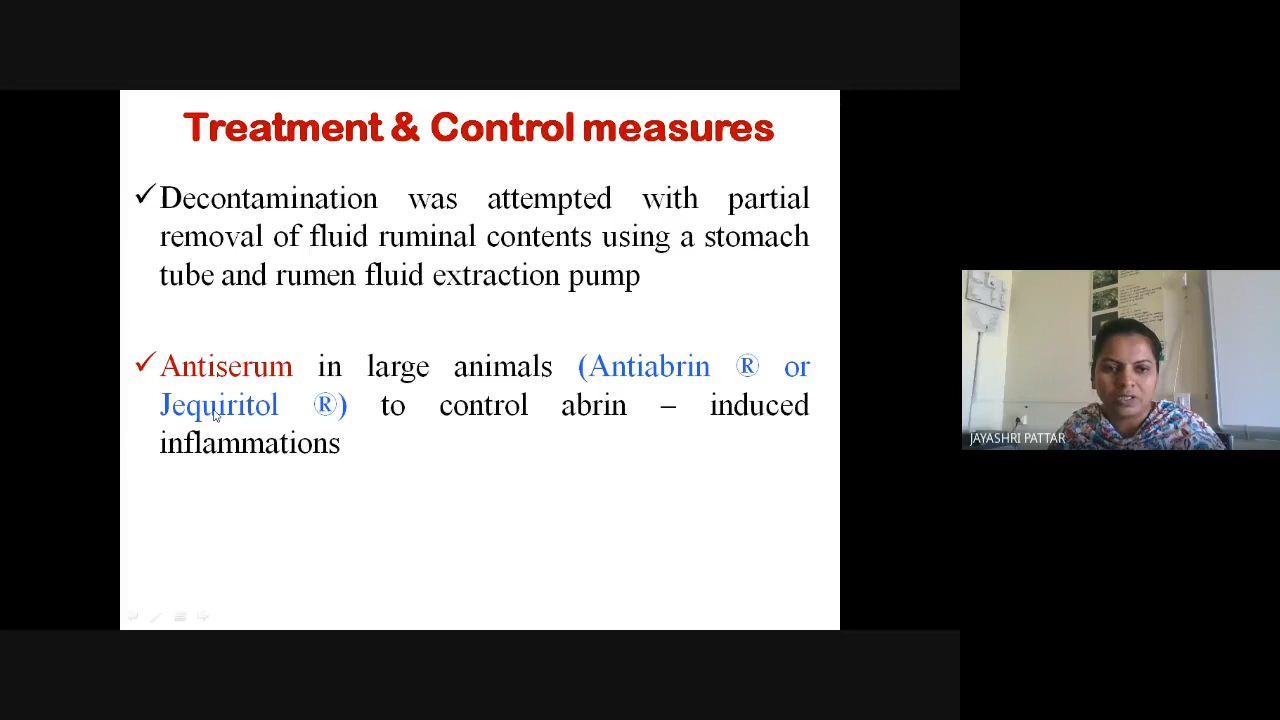 Treatment & Control measures
✓Decontamination was attempted with partial
removal of fluid ruminal contents using a stomach
tube and rumen fluid extraction pump
✓Antiserum in large animals (Antiabrin ® or
Jequiritol ®) to control abrin – induced
inflammations
JAYASHRI PATTAR